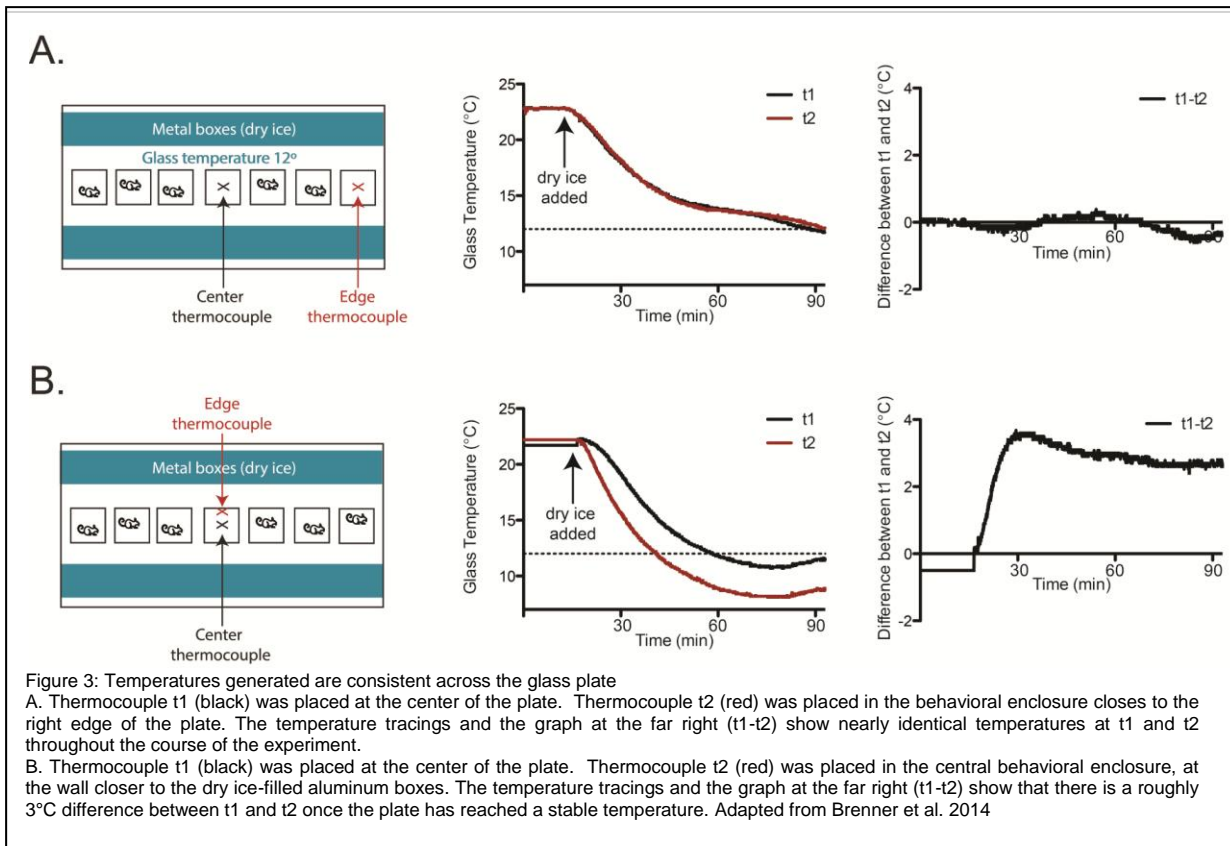 A.
Metal boxes (dry ice)
Glass temperature 12º
X
X
Center
thermocouple
Edge
thermocouple
Glass Temperature (°C)
25
20
15
10
t1
t2
dry ice
added
30
60
90
Time (min)
Difference between t1 and t2 (°C)
4
2
0
-2
t1-t2
30
60
90
Time (min)
B.
Edge
thermocouple
Metal boxes (dry ice)
X
X
Center
thermocouple
Glass Temperature (°C)
25
20
15
10
t1
t2
dry ice
added
30
60
90
Time (min)
Difference between t1 and t2 (°C)
4
2
0
-2
t1-t2
30
60
90
Time (min)
Figure 3: Temperatures generated are consistent across the glass plate
A. Thermocouple t1 (black) was placed at the center of the plate. Thermocouple t2 (red) was placed in the behavioral enclosure closes to the
right edge of the plate. The temperature tracings and the graph at the far right (t1-t2) show nearly identical temperatures at t1 and t2
throughout the course of the experiment.
B. Thermocouple t1 (black) was placed at the center of the plate. Thermocouple t2 (red) was placed in the central behavioral enclosure, at
the wall closer to the dry ice-filled aluminum boxes. The temperature tracings and the graph at the far right (t1-t2) show that there is a roughly
3°C difference between t1 and t2 once the plate has reached a stable temperature. Adapted from Brenner et al. 2014